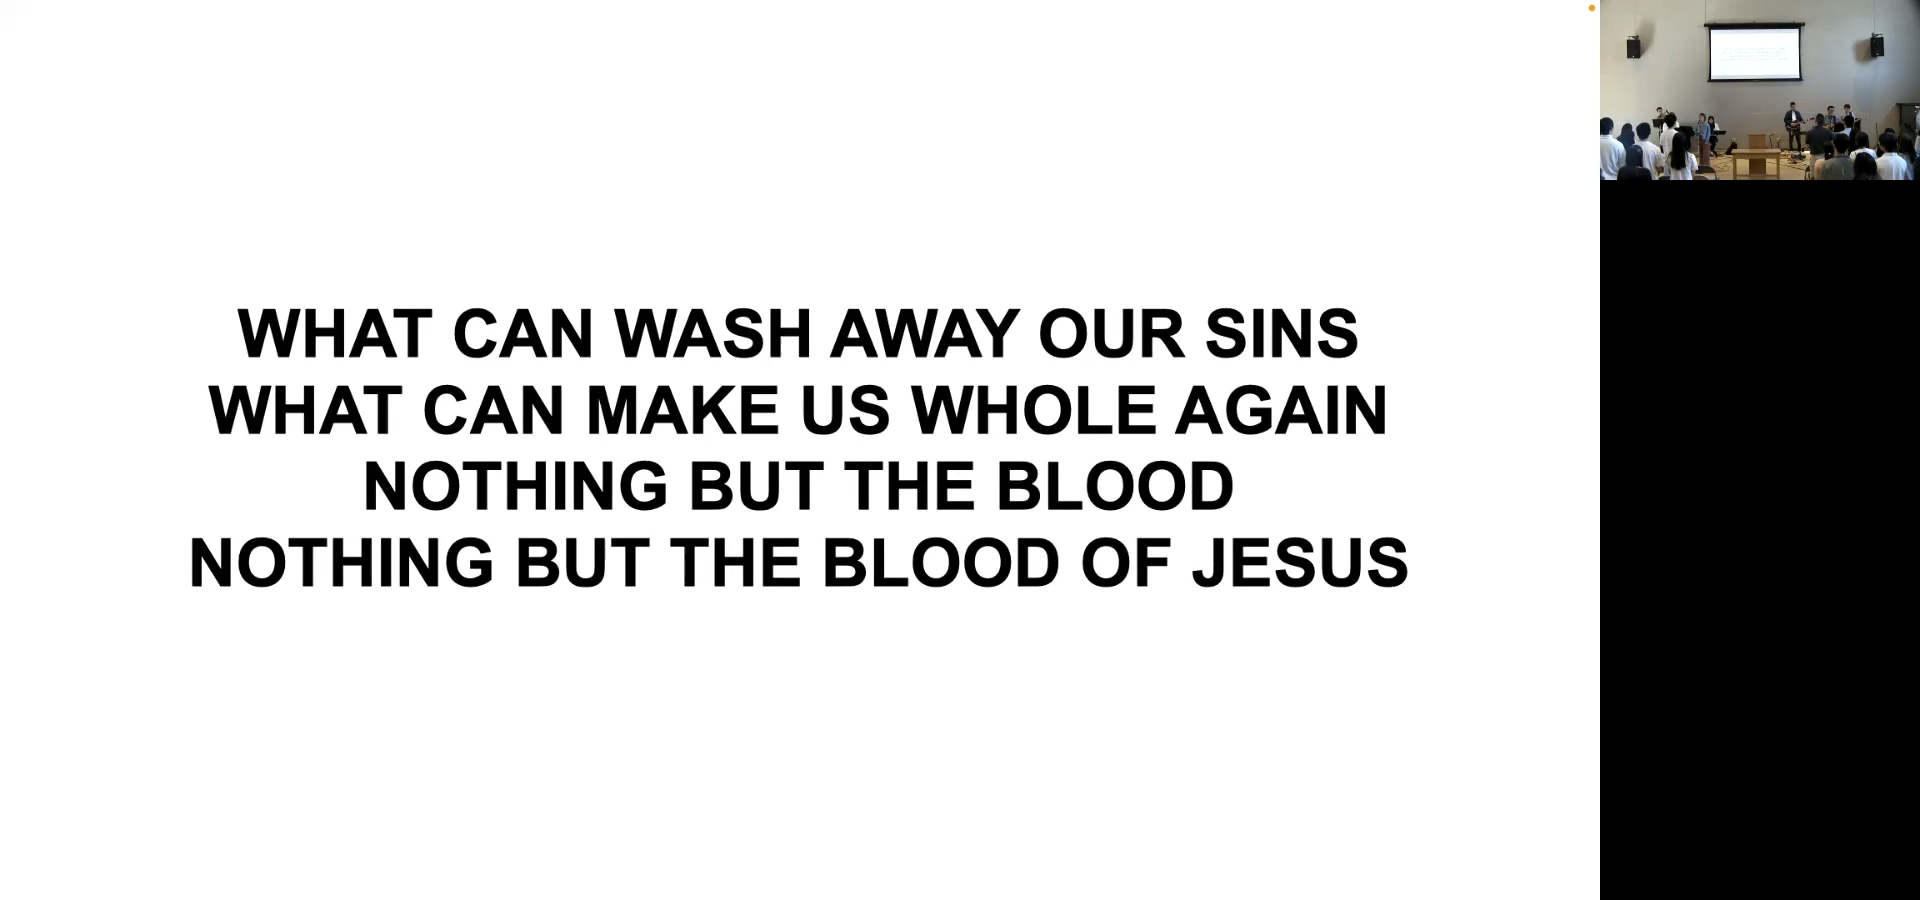 WHAT CAN WASH AWAY OUR SINS
WHAT CAN MAKE US WHOLE AGAIN
NOTHING BUT THE BLOOD
NOTHING BUT THE BLOOD OF JESUS